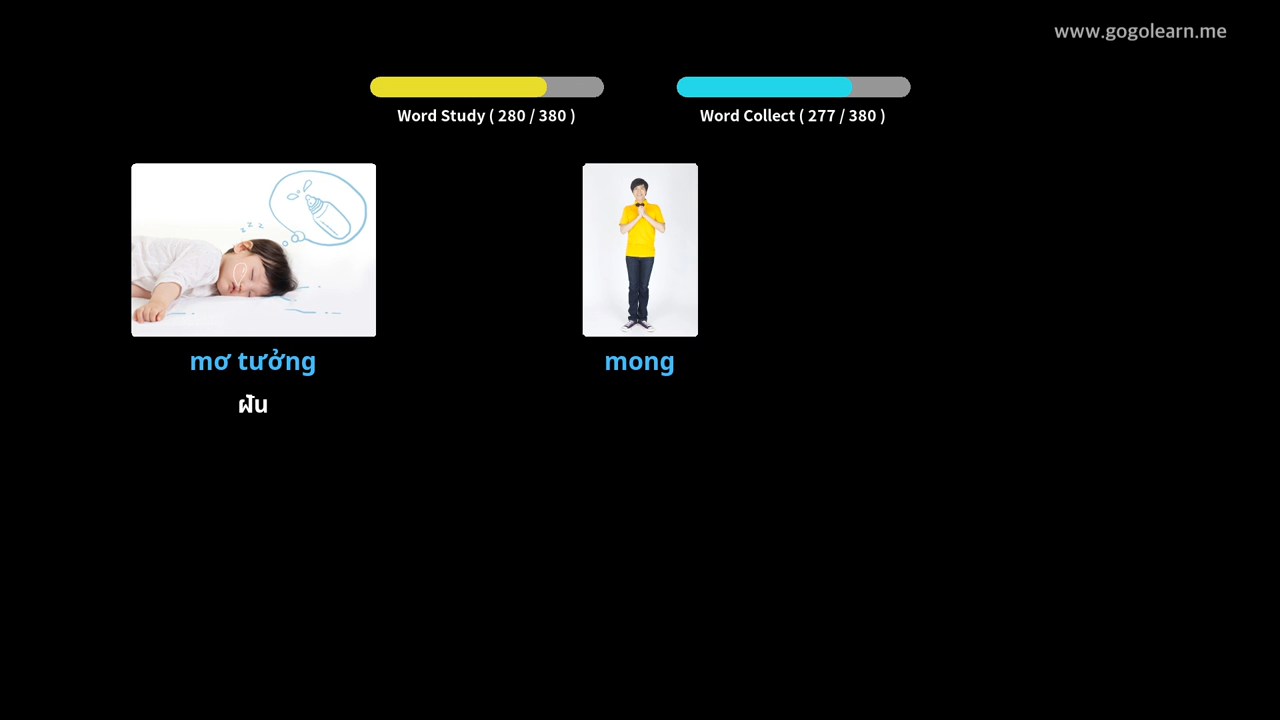 www.gogolearn.me
Word Study ( 280 / 380 )
Word Collect ( 277 / 380 )
z z z
mơ tưởng
mong
ฝัน